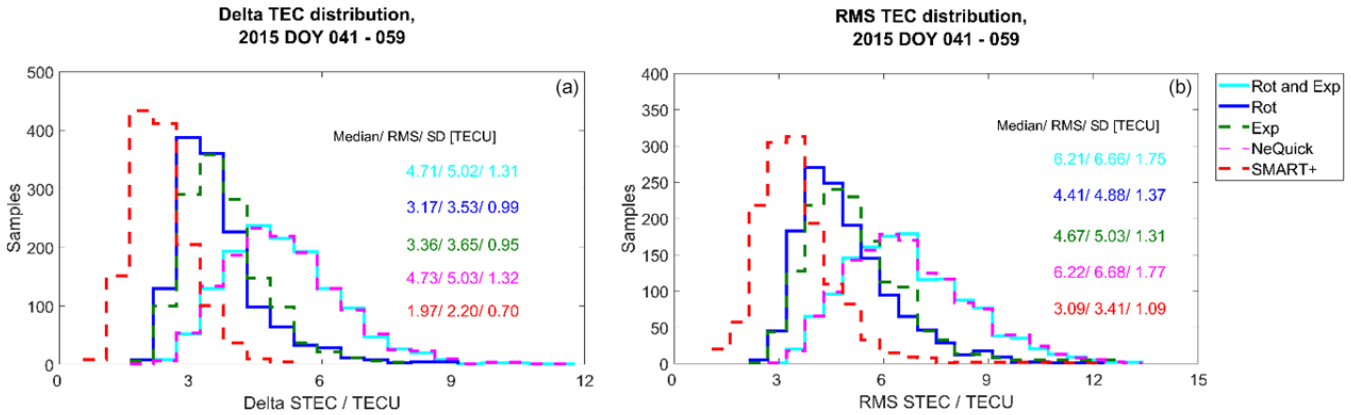 Delta TEC distribution,
2015 DOY 041 - 059
500
400
300
200
100
0
Samples
(a)
Median/ RMS/ SD [TECU]
4.71/ 5.02/ 1.31
3.17/ 3.53/ 0.99
3.36/ 3.65/ 0.95
4.73/ 5.03/ 1.32
1.97/ 2.20/ 0.70
0 3 6 9 12
Delta STEC / TECU
RMS TEC distribution,
2015 DOY 041 - 059
400
350
300
250
200
150
100
50
0
Samples
(b)
Median/ RMS/ SD [TECU]
6.21/ 6.66/ 1.75
4.41/ 4.88/ 1.37
4.67/ 5.03/ 1.31
6.22/ 6.68/ 1.77
3.09/ 3.41/ 1.09
0 3 6 9 12 15
RMS STEC / TECU
Rot and Exp
Rot
Exp
NeQuick
SMART+